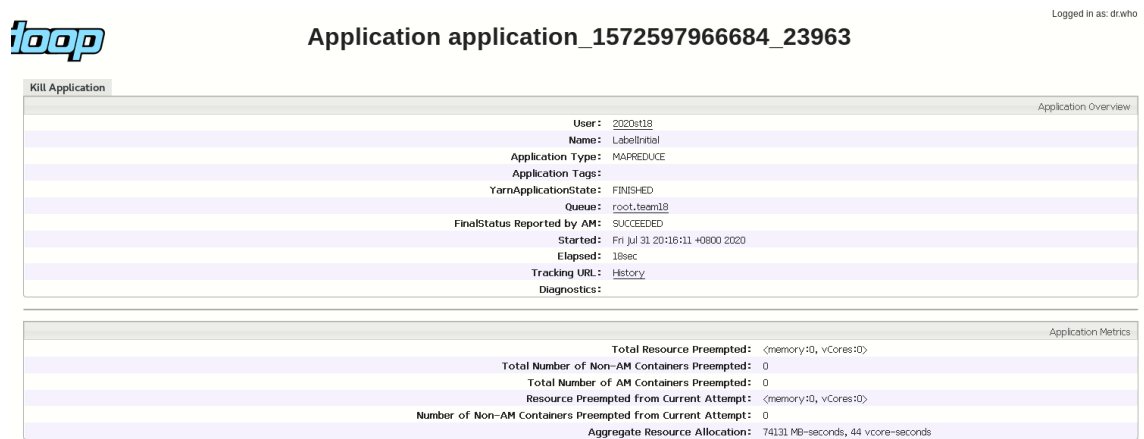 Logged in as: dr.who
doop
Application application_1572597966684_23963
Kill Application
Application Overview
User: 2020st18
Name: LabelInitial
Application Type: MAPREDUCE
Application Tags:
YarnApplicationState: FINISHED
Queue: root.team18
FinalStatus Reported by AM: SUCCEEDED
Started: Fri Jul 31 20:16:11 +0800 2020
Elapsed: 18sec
Tracking URL: History
Diagnostics:
Application Metrics
Total Resource Preempted: <memory:0, vCores:0>
Total Number of Non-AM Containers Preempted: 0
Total Number of AM Containers Preempted: 0
Resource Preempted from Current Attempt: <memory:0, vCores:0>
Number of Non-AM Containers Preempted from Current Attempt: 0
Aggregate Resource Allocation: 74131 MB-seconds, 44 vcore-seconds